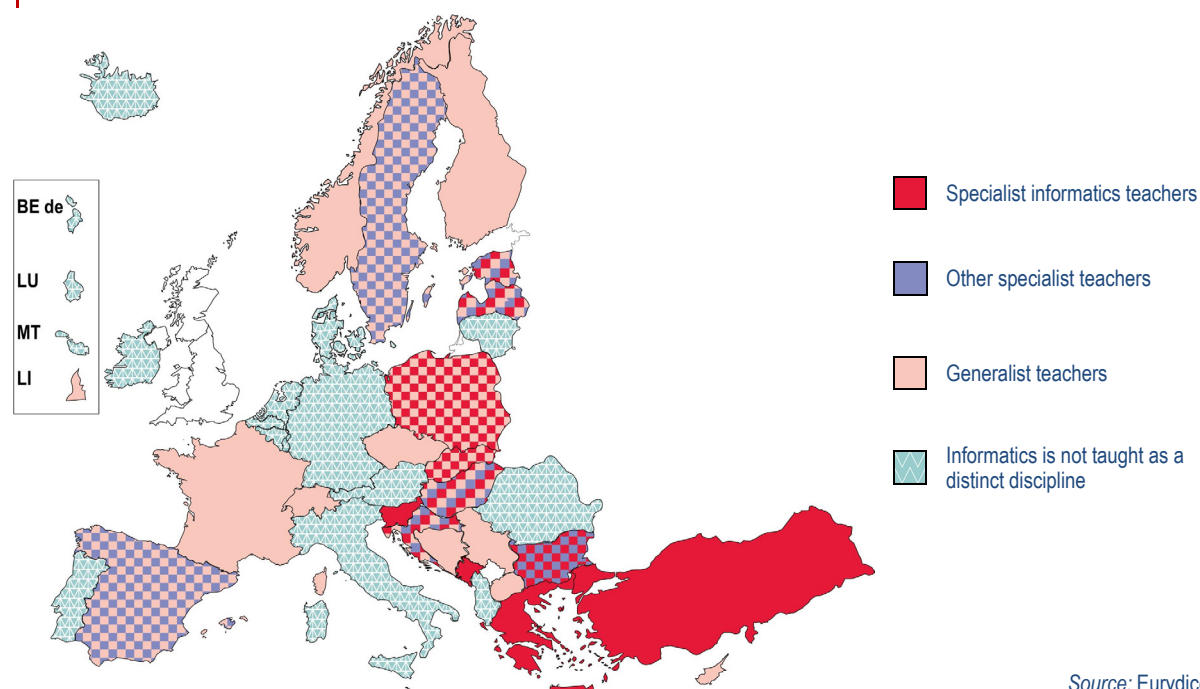 BE de
LU
MT
LI
Specialist informatics teachers
Other specialist teachers
Generalist teachers
Informatics is not taught as a
distinct discipline
Source: Eurydic